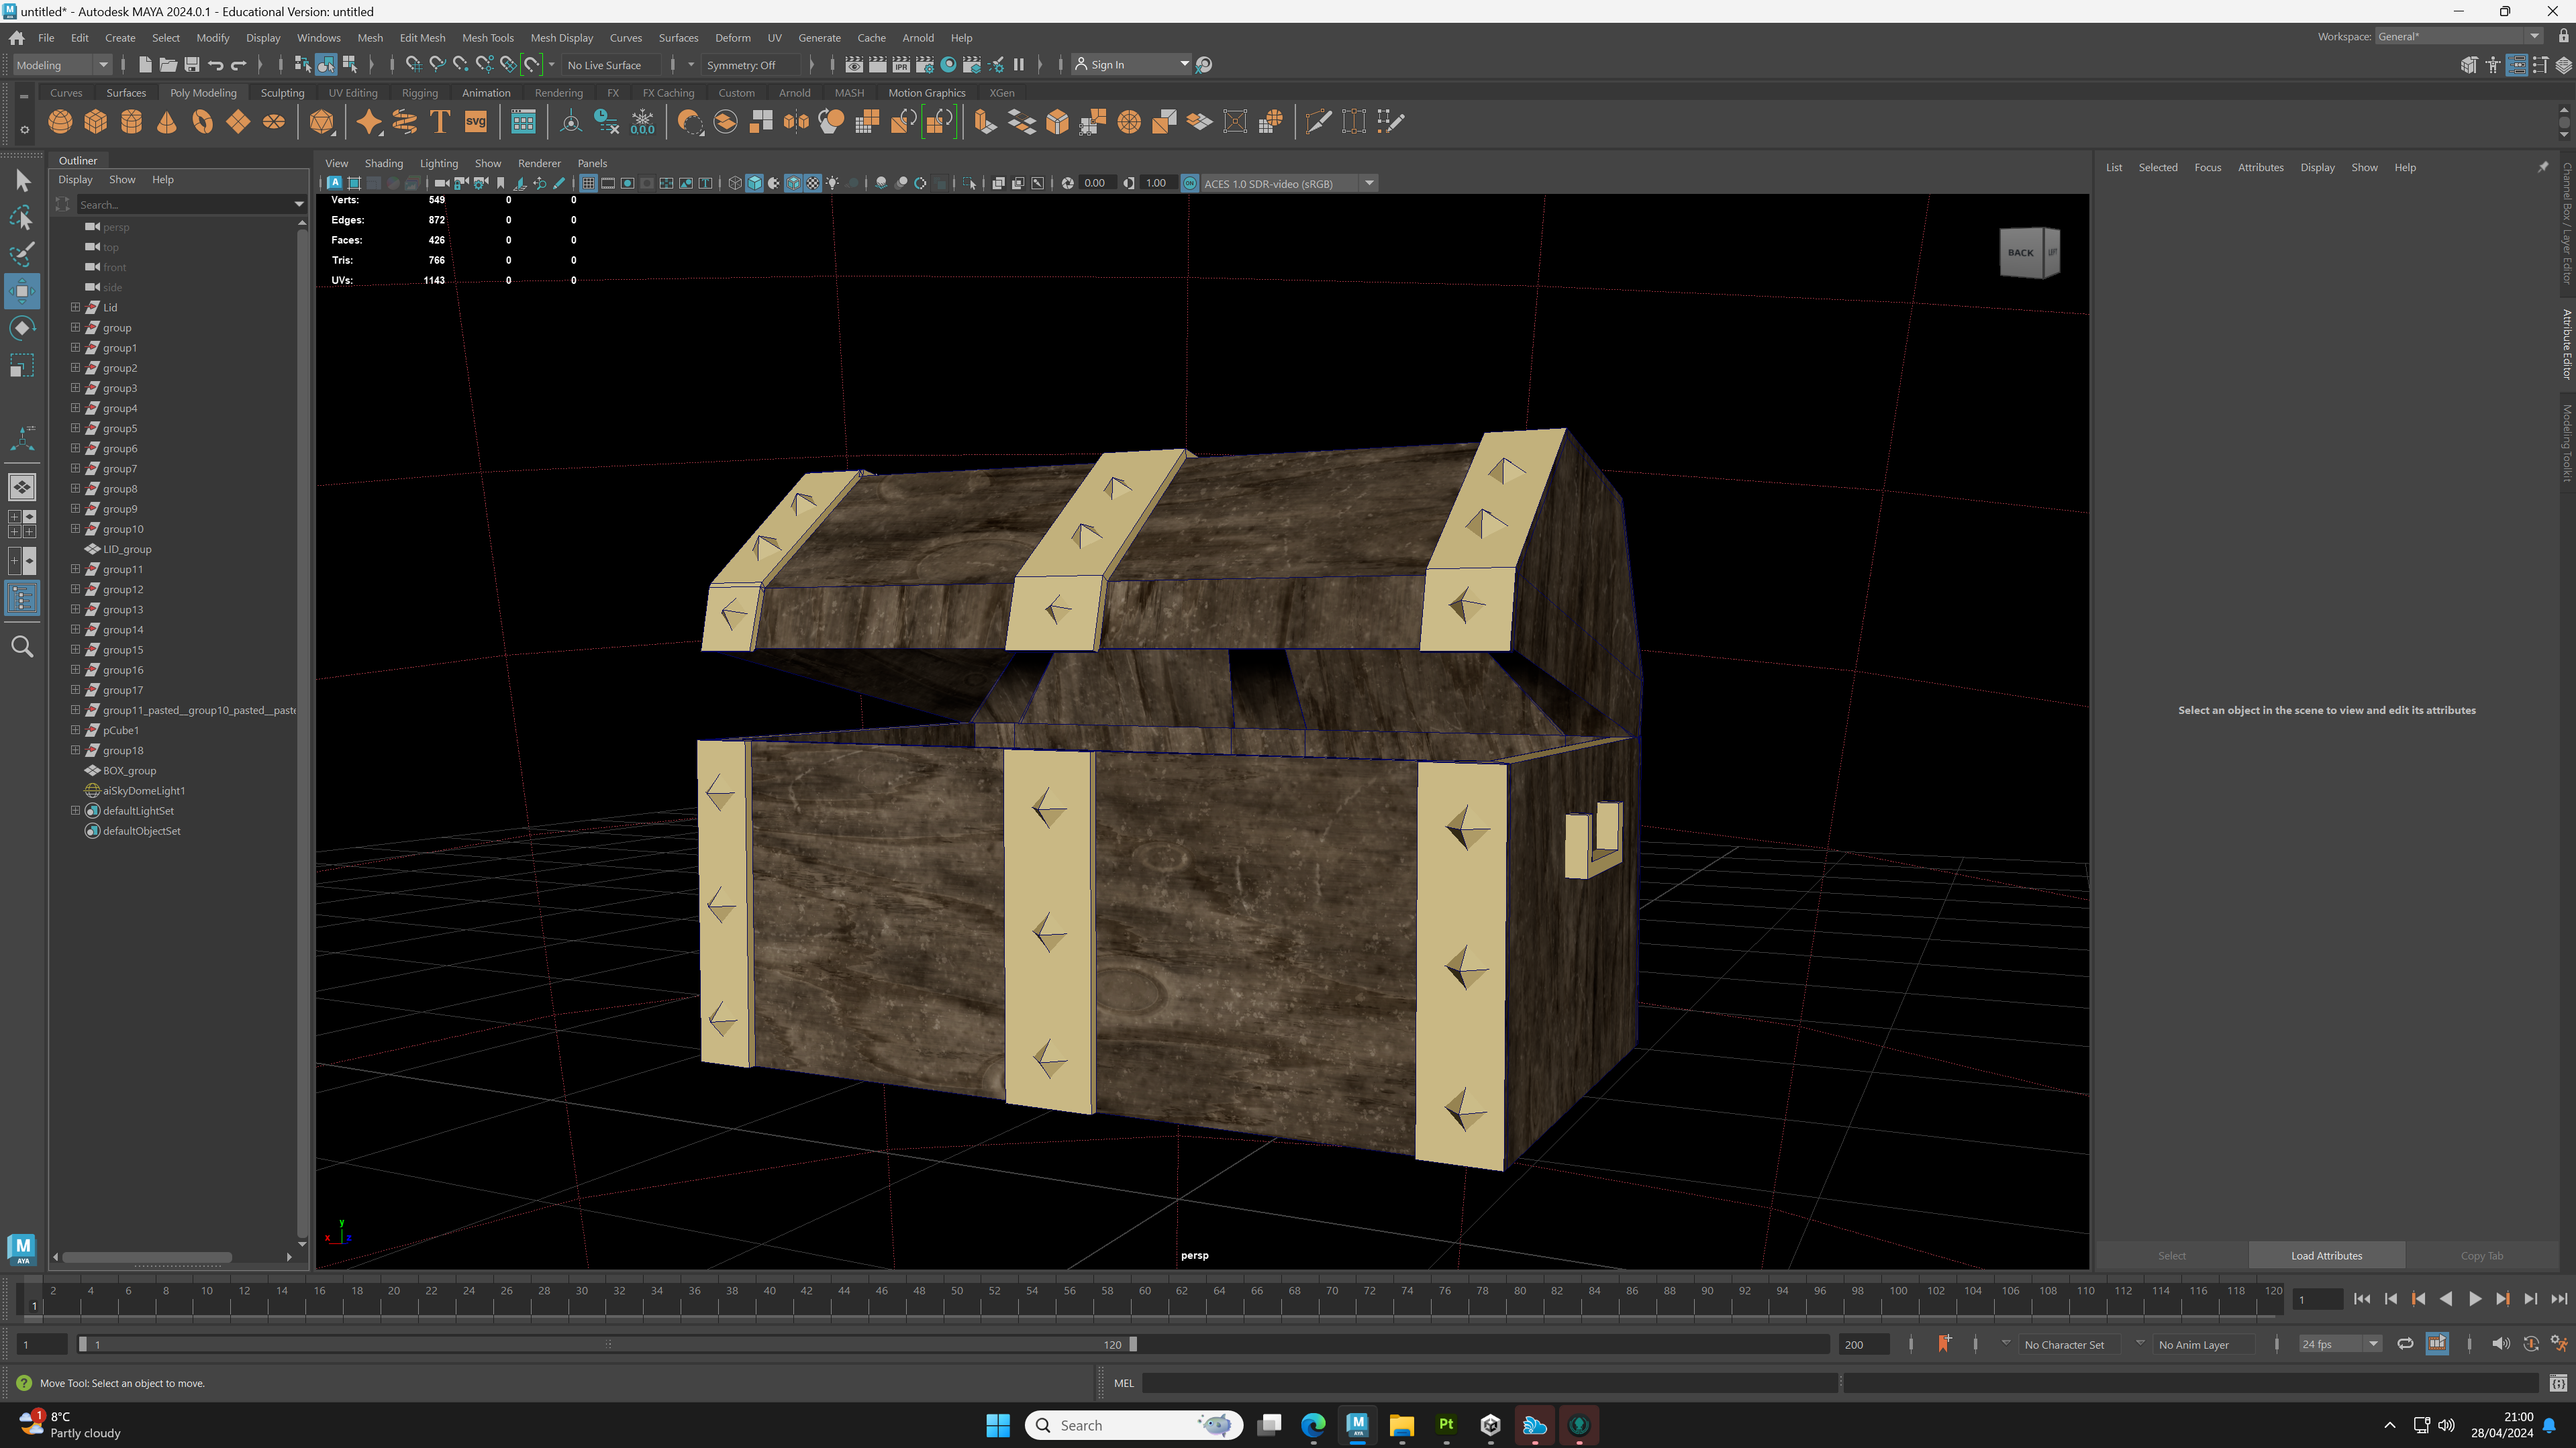 untitled* - Autodesk MAYA 2024.0.1 - Educational Version: untitled
File Edit Create Select Modify Display Windows Mesh Edit Mesh Mesh Tools Mesh Display Curves Surfaces Deform UV Generate Cache Arnold Help
Workspace: General*
Modeling No Live Surface Symmetry: Off Sign In
Curves Surfaces Poly Modeling Sculpting UV Editing Rigging Animation Rendering FX FX Caching Custom Arnold MASH Motion Graphics XGen
Outliner
Display Show Help
Search...
persp
top
front
side
Lid
group
group1
group2
group3
group4
group5
group6
group7
group8
group9
group10
LID_group
group11
group12
group13
group14
group15
group16
group17
group11_pasted__group10_pasted__paste
pCube1
group18
BOX_group
aiSkyDomeLight1
defaultLightSet
defaultObjectSet
View Shading Lighting Show Renderer Panels
0.00 1.00 ACES 1.0 SDR-video (sRGB)
Verts: 549 0 0
Edges: 872 0 0
Faces: 426 0 0
Tris: 766 0 0
UVs: 1143 0 0
BACK LEFT
y
x z
persp
List Selected Focus Attributes Display Show Help
Select an object in the scene to view and edit its attributes
Select Load Attributes Copy Tab
Channel Box / Layer Editor
Attribute Editor
Modeling Toolkit
2 4 6 8 10 12 14 16 18 20 22 24 26 28 30 32 34 36 38 40 42 44 46 48 50 52 54 56 58 60 62 64 66 68 70 72 74 76 78 80 82 84 86 88 90 92 94 96 98 100 102 104 106 108 110 112 114 116 118 120
1 1
1 1 120 200 No Character Set No Anim Layer 24 fps
Move Tool: Select an object to move. MEL
1 8°C
Partly cloudy
Search
Pt
21:00
28/04/2024